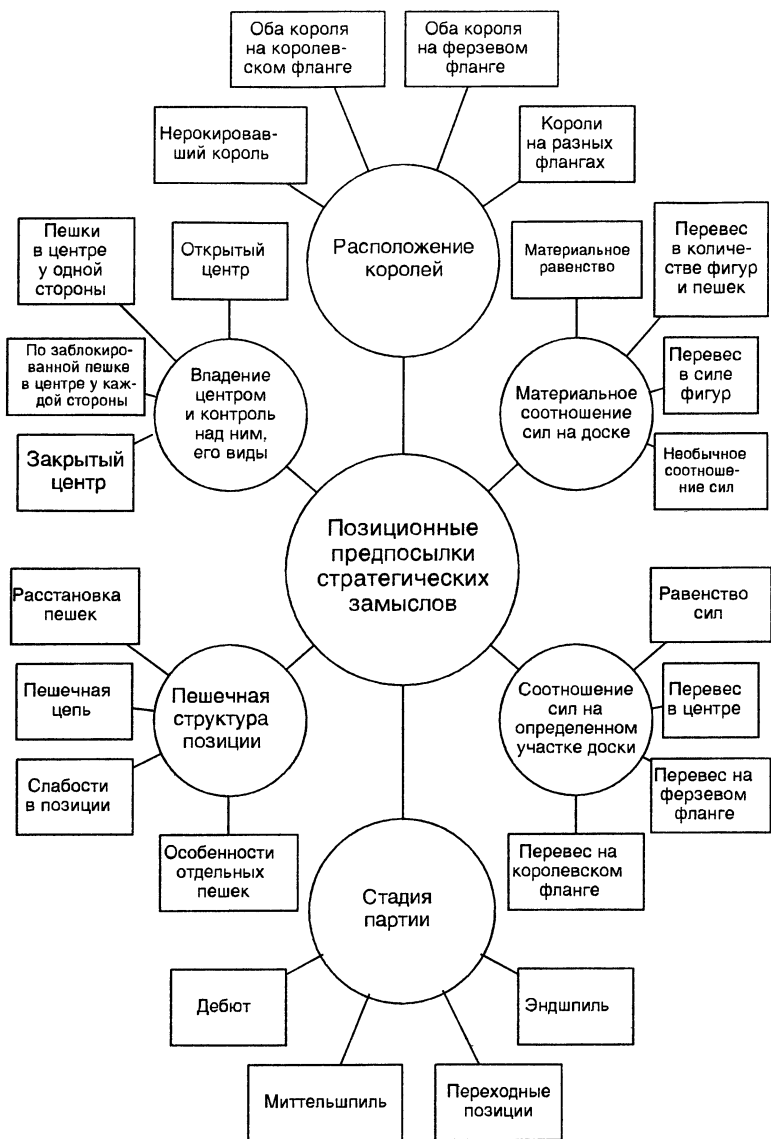 Оба короля
на королев-
ском фланге
Оба короля
на ферзевом
фланге
Нерокировав-
ший король
Короли
на разных
флангах
Расположение
королей
Пешки
в центре
у одной
стороны
Открытый
центр
По заблокиро-
ванной пешке
в центре у каж-
дой стороны
Закрытый
центр
Владение
центром
и контроль
над ним,
его виды
Материальное
равенство
Перевес
в количе-
стве фигур
и пешек
Перевес
в силе
фигур
Необычное
соотноше-
ние сил
Материальное
соотношение
сил на доске
Позиционные
предпосылки
стратегических
замыслов
Расстановка
пешек
Пешечная
цепь
Слабости
в позиции
Особенности
отдельных
пешек
Пешечная
структура
позиции
Равенство
сил
Перевес
в центре
Перевес на
ферзевом
фланге
Перевес на
королевском
фланге
Соотношение
сил на
определенном
участке доски
Стадия
партии
Дебют
Миттельшпиль
Переходные
позиции
Эндшпиль